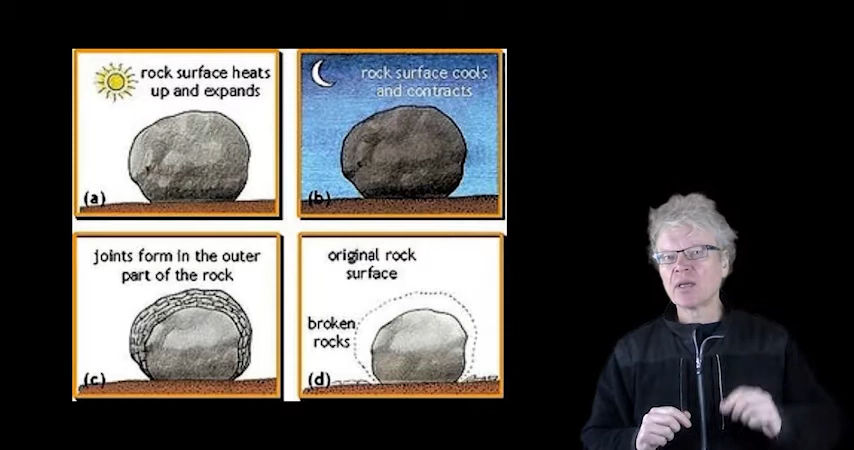 rock surface heats
up and expands
(a)
rock surface cools
and contracts
(b)
joints form in the outer
part of the rock
(c)
original rock
surface
broken
rocks
(d)